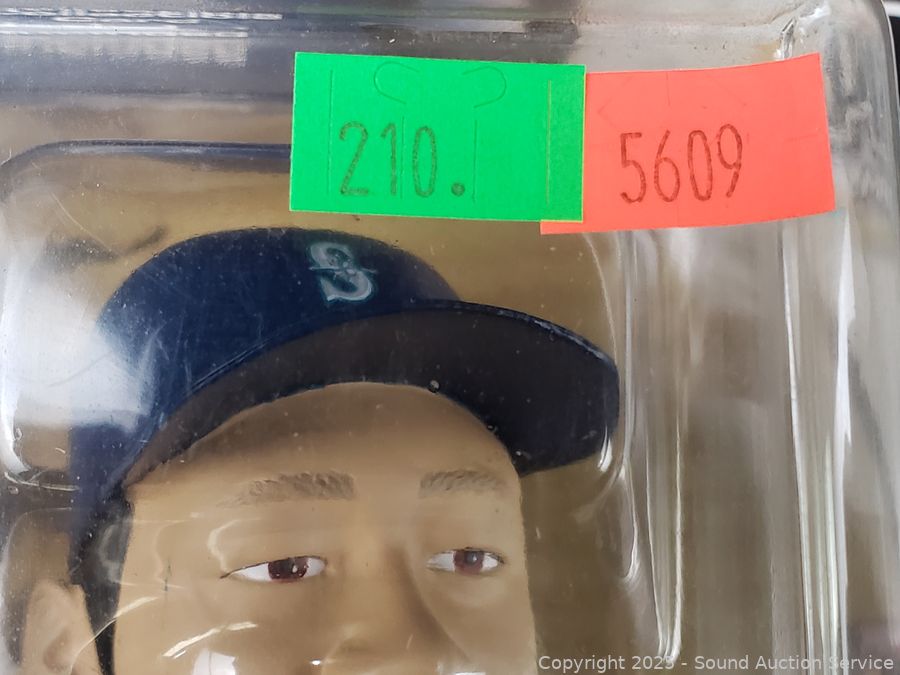 210.
5609
S
Copyright 2023 - Sound Auction Service